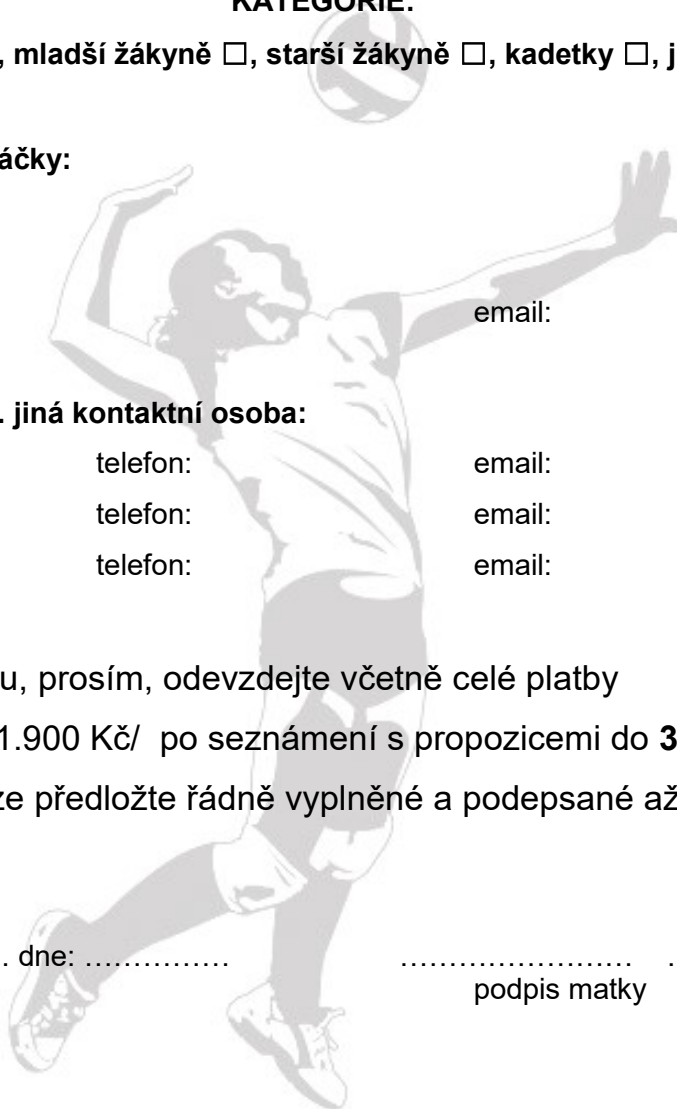 KATEGORIE:
, mladší žákyně ☐, starší žákyně ☐, kadetky ☐, j
áčky:
email:
. jiná kontaktní osoba:
telefon: email:
telefon: email:
telefon: email:
u, prosím, odevzdejte včetně celé platby
1.900 Kč/ po seznámení s propozicemi do 3
ze předložte řádně vyplněné a podepsané až
. dne: …………… …………………… .
podpis matky